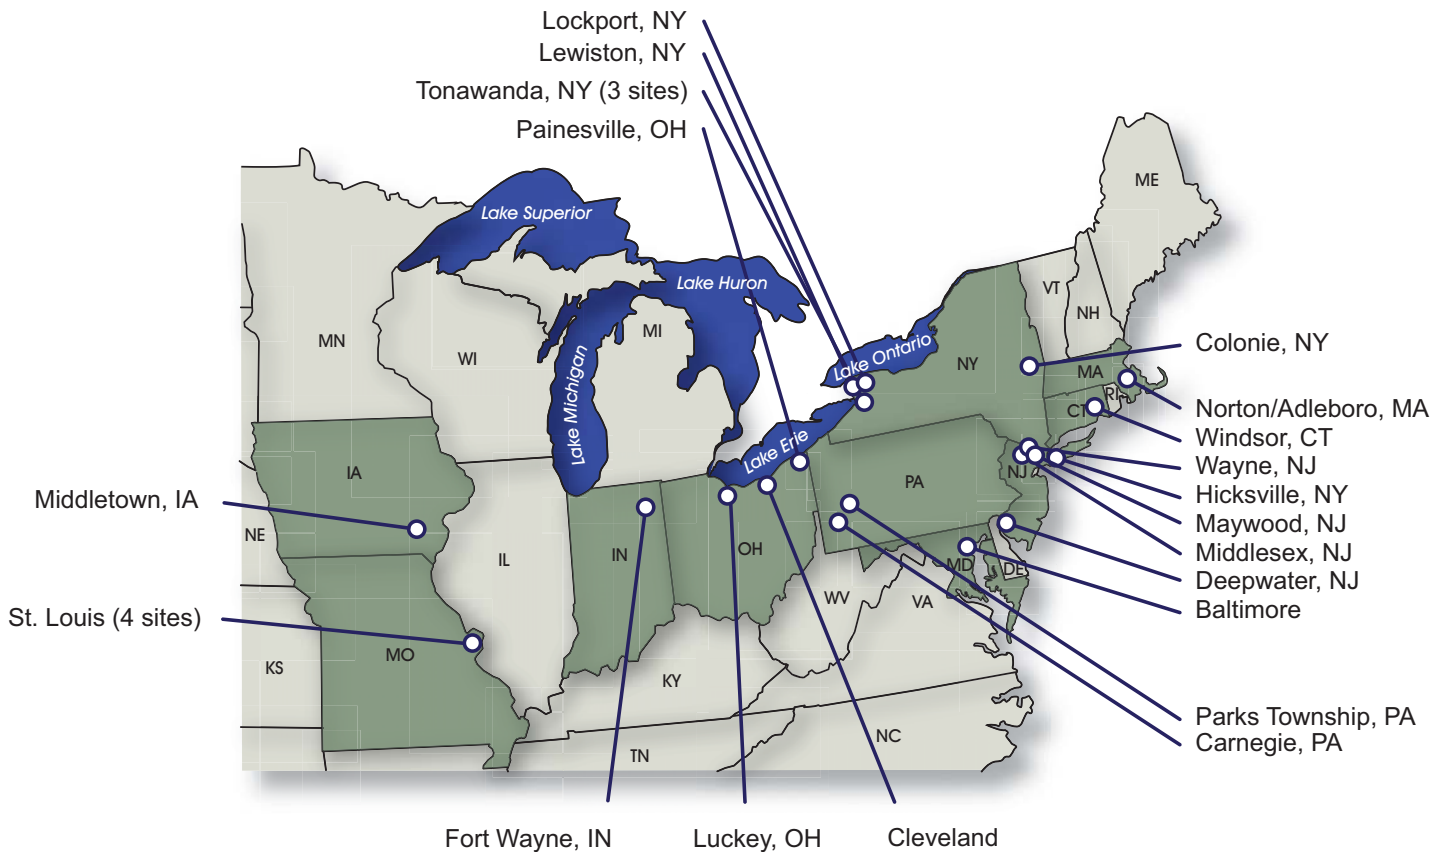 Lockport, NY
Lewiston, NY
Tonawanda, NY (3 sites)
Painesville, OH
ME
Lake Superior
Lake Huron
VT
NH
MN
WI
MI
Lake Michigan
Lake Ontario
NY
Colonie, NY
MA
RI
CT
Norton/Adleboro, MA
Windsor, CT
Wayne, NJ
Hicksville, NY
Maywood, NJ
Middlesex, NJ
Deepwater, NJ
Baltimore
Lake Erie
NJ
IA
PA
Middletown, IA
NE
IL
IN
OH
MD
DE
WV
VA
St. Louis (4 sites)
MO
KS
KY
Parks Township, PA
Carnegie, PA
NC
TN
Fort Wayne, IN
Luckey, OH
Cleveland